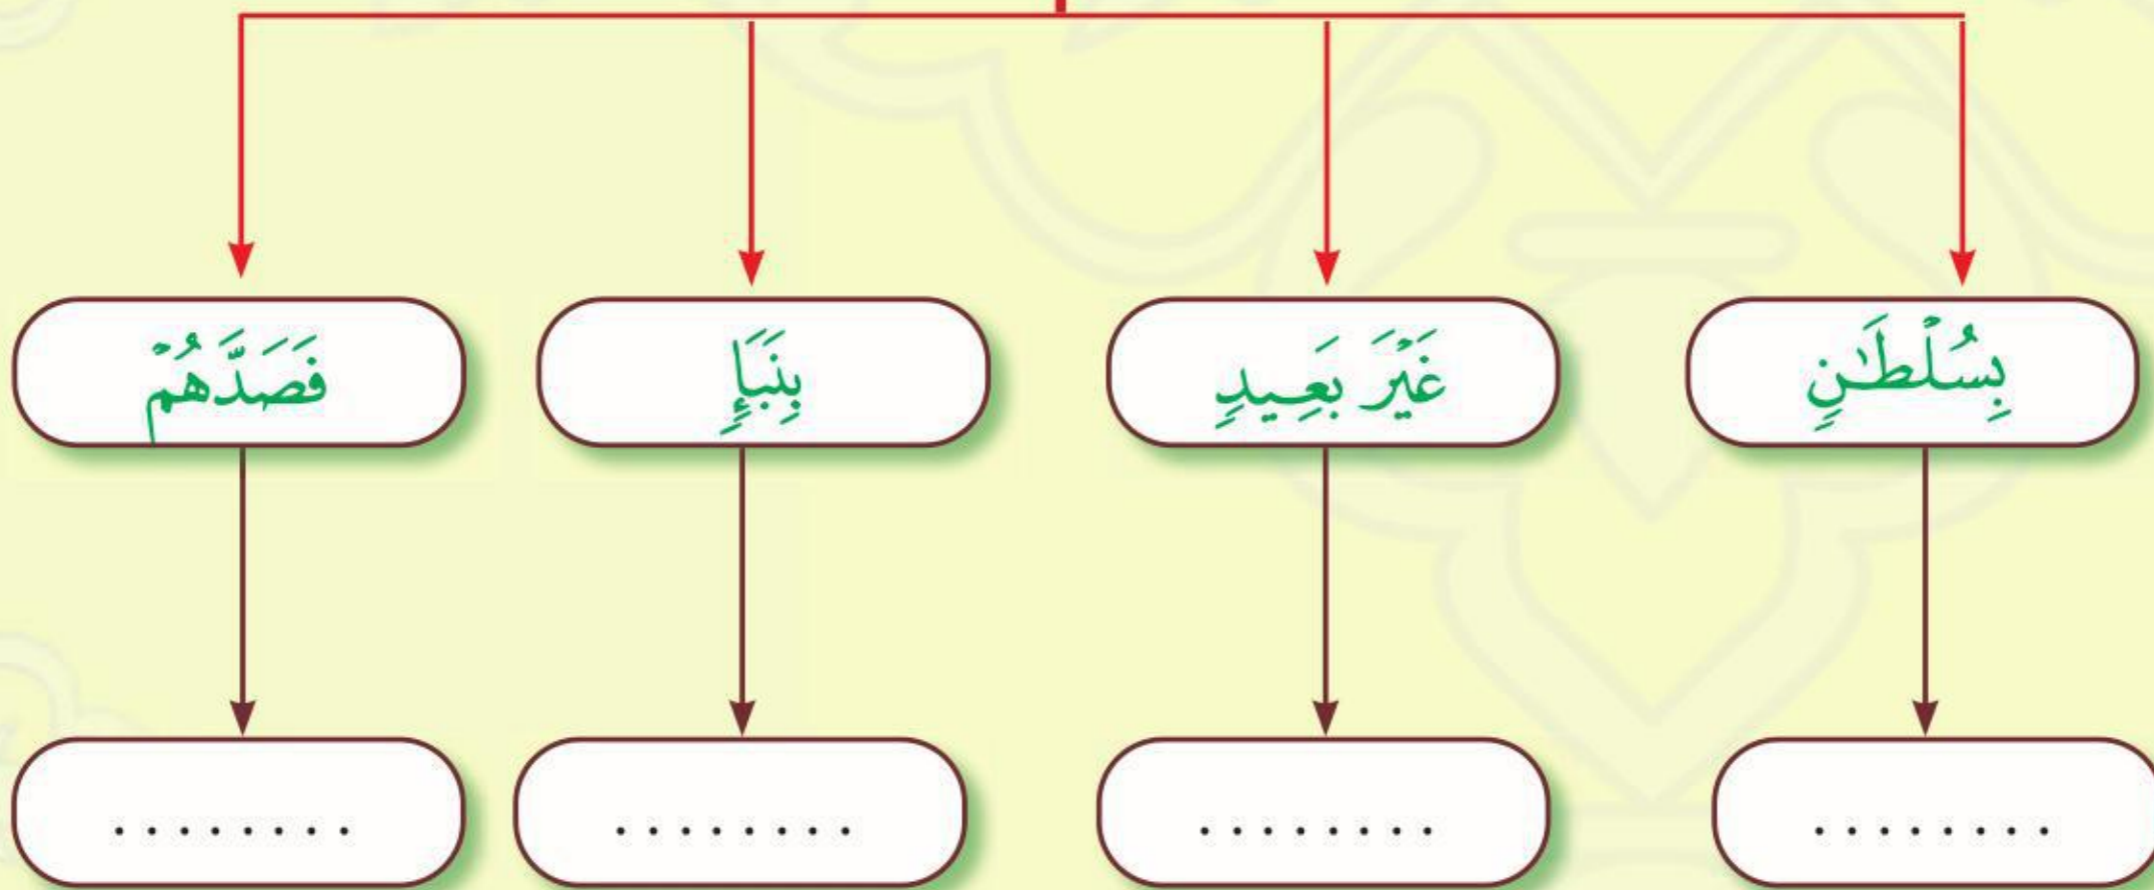 بِسُلْطَٰنٍ
غَيْرَ بَعِيدٍ
بِنَبَإٍ
فَصَدَّهُمْ
........
........
........
........